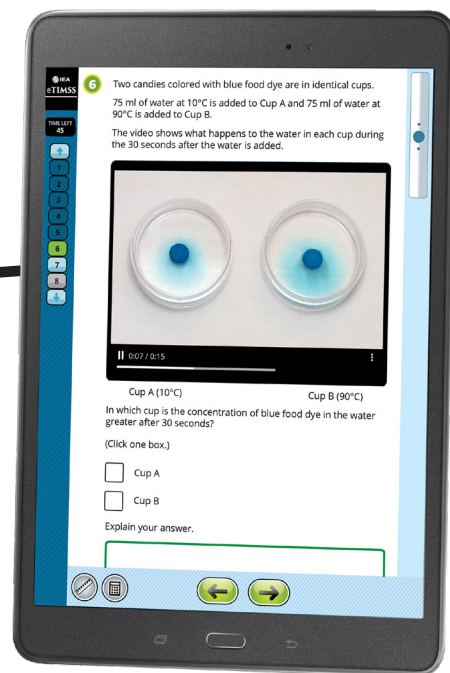 IEA
eTIMSS
TIME LEFT
45
1
2
3
4
5
6
7
8
6
Two candies colored with blue food dye are in identical cups.
75 ml of water at 10°C is added to Cup A and 75 ml of water at
90°C is added to Cup B.
The video shows what happens to the water in each cup during
the 30 seconds after the water is added.
0:07 / 0:15
Cup A (10°C)
Cup B (90°C)
In which cup is the concentration of blue food dye in the water
greater after 30 seconds?
(Click one box.)
Cup A
Cup B
Explain your answer.